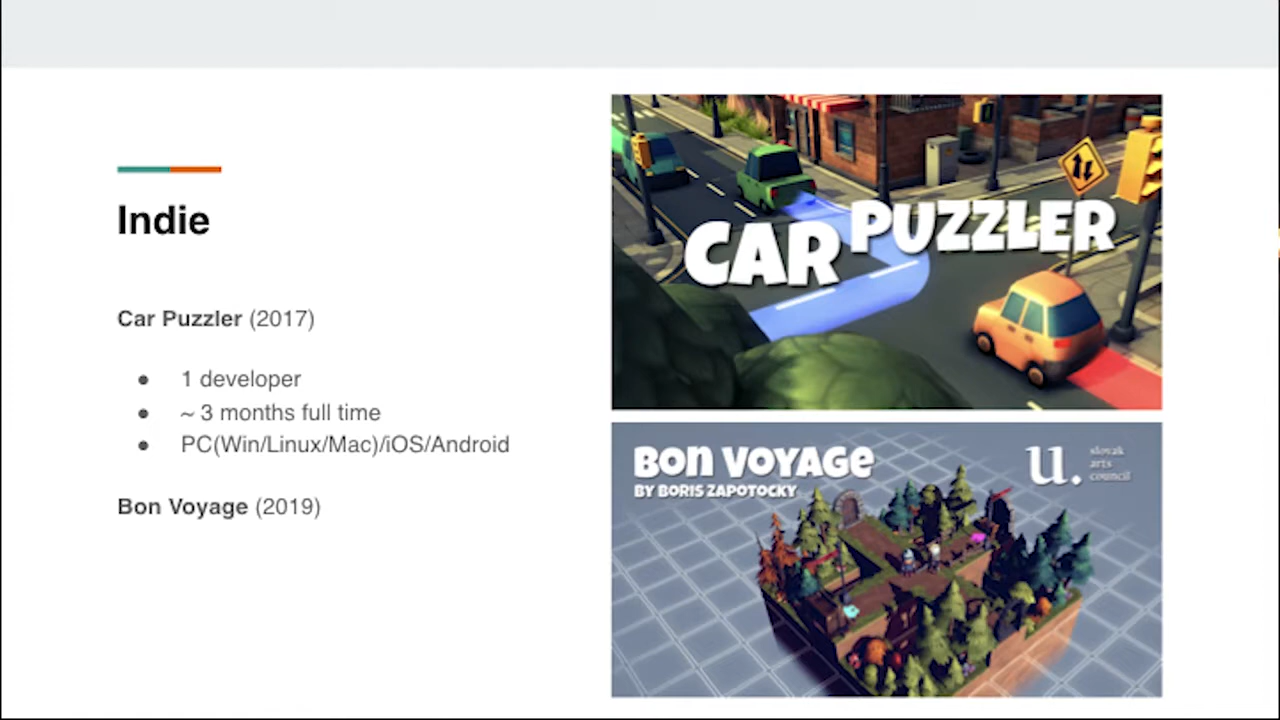 Indie
Car Puzzler (2017)
● 1 developer
● ~ 3 months full time
● PC(Win/Linux/Mac)/iOS/Android
Bon Voyage (2019)
CAR PUZZLER
BON VOYAGE
BY BORIS ZAPOTOCKY
u.
slovak
arts
council